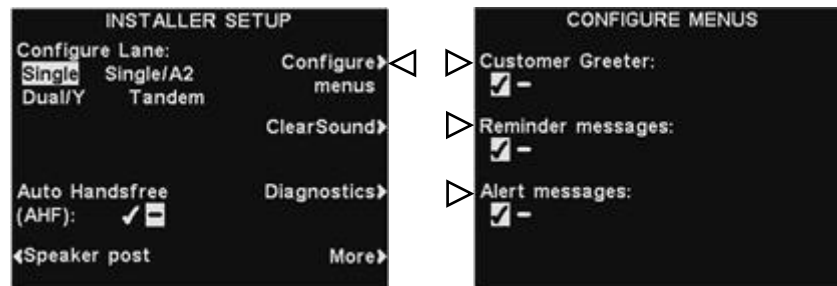 INSTALLER SETUP
Configure Lane:
Single Single/A2
Dual/Y Tandem
Configure
menus
ClearSound
Auto Handsfree
(AHF): ✓ –
Diagnostics
Speaker post
More
CONFIGURE MENUS
Customer Greeter:
✓ –
Reminder messages:
✓ –
Alert messages:
✓ –